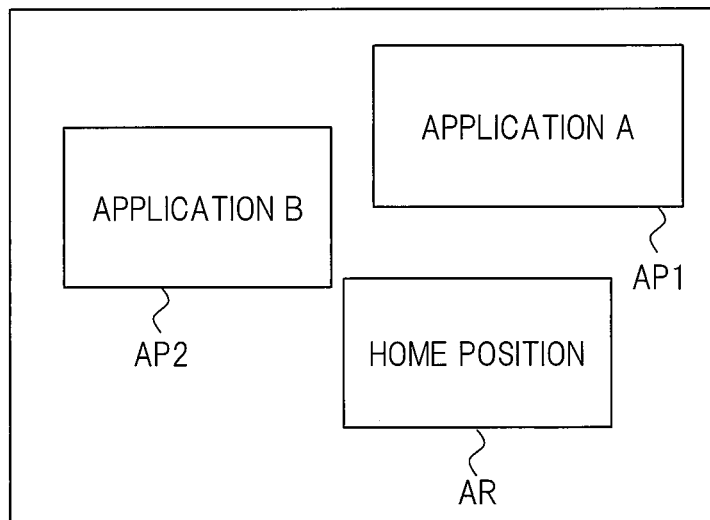 APPLICATION A
APPLICATION B
AP1
AP2
HOME POSITION
AR